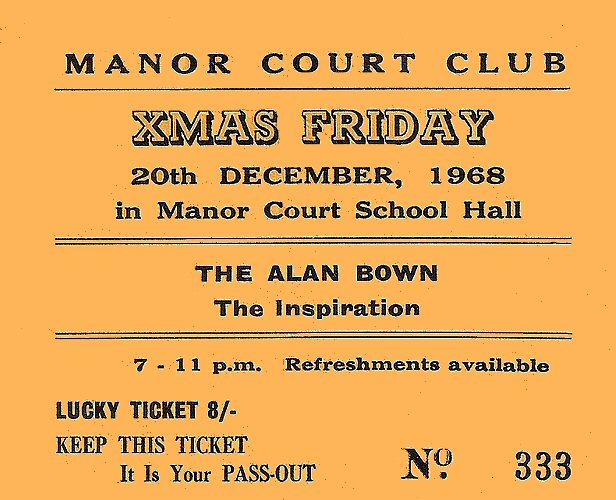 MANOR COURT CLUB
XMAS FRIDAY
20th DECEMBER, 1968
in Manor Court School Hall
THE ALAN BOWN
The Inspiration
7 - 11 p.m. Refreshments available
LUCKY TICKET 8/-
KEEP THIS TICKET
It Is Your PASS-OUT Nº. 333